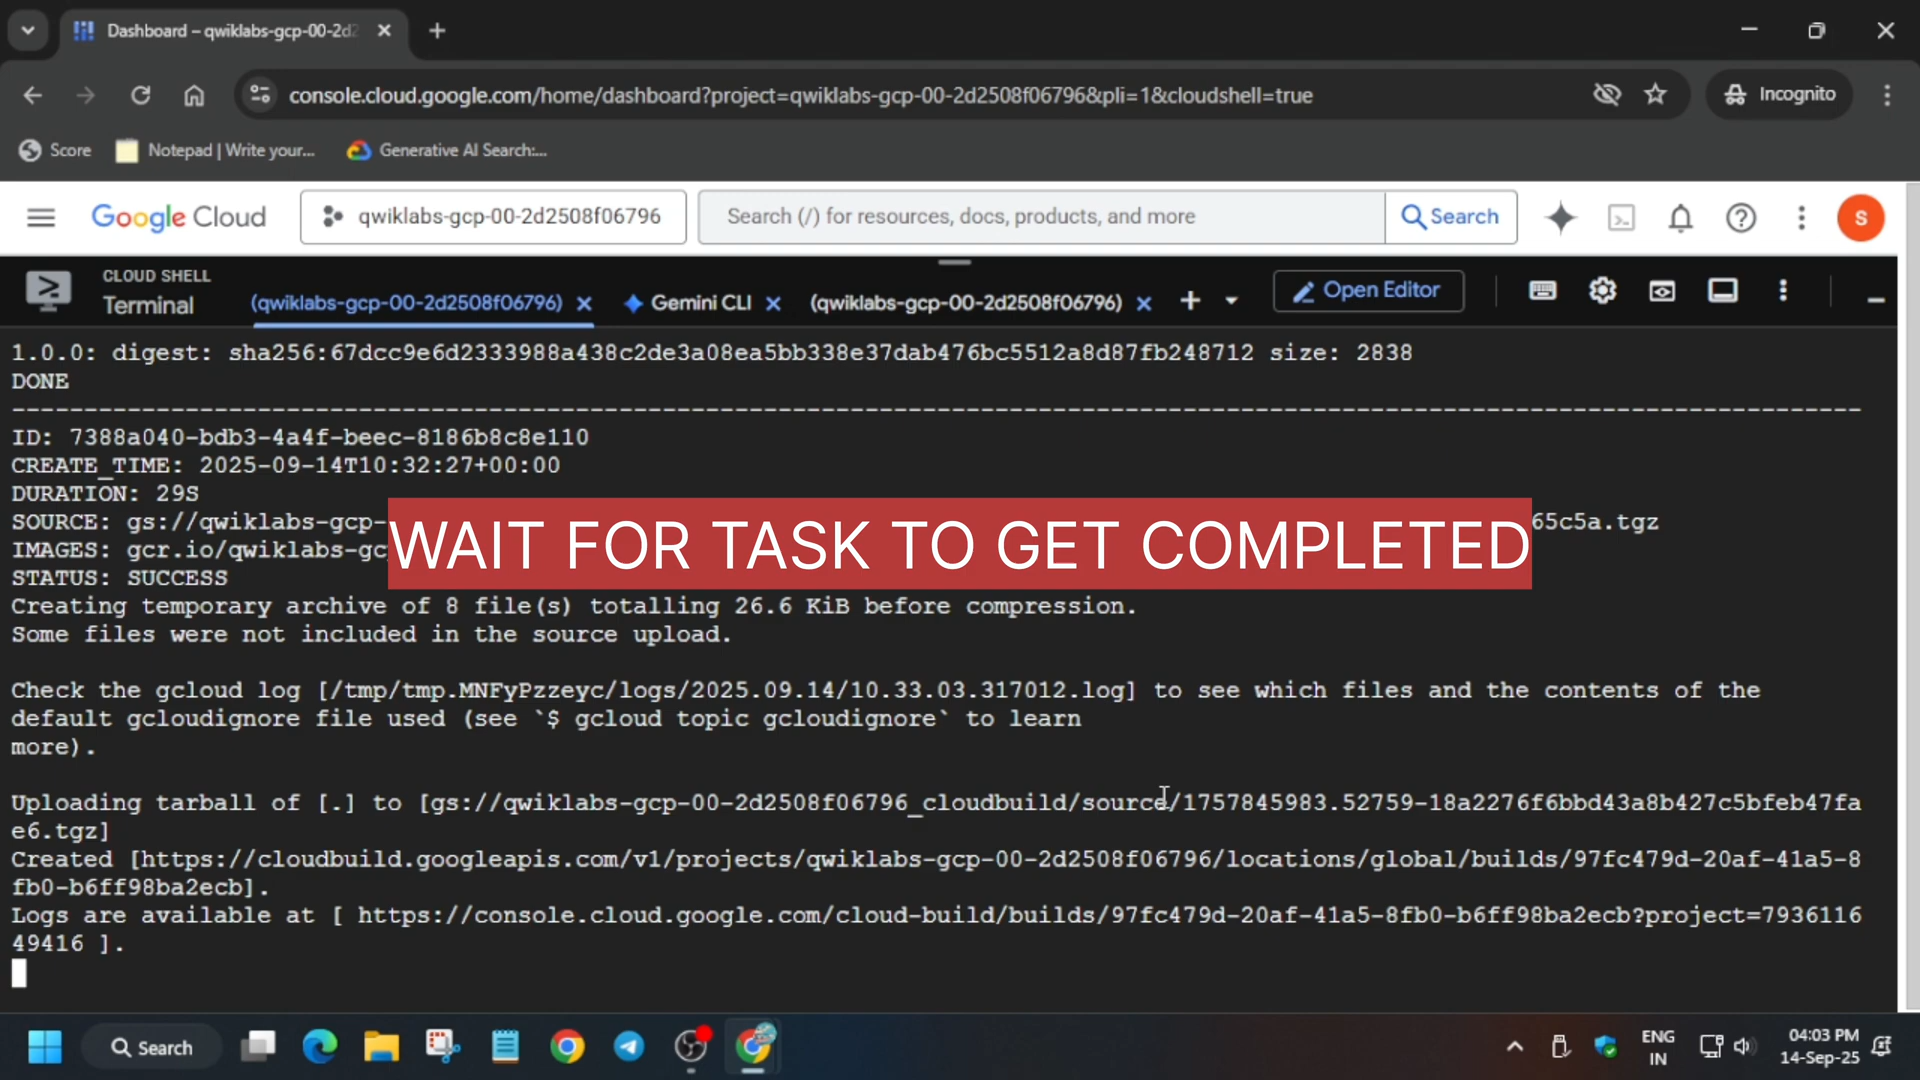 Dashboard – qwiklabs-gcp-00-2d2
console.cloud.google.com/home/dashboard?project=qwiklabs-gcp-00-2d2508f06796&pli=1&cloudshell=true
Incognito
Score
Notepad | Write your...
Generative AI Search:...
Google Cloud
qwiklabs-gcp-00-2d2508f06796
Search (/) for resources, docs, products, and more
Search
S
CLOUD SHELL
Terminal
(qwiklabs-gcp-00-2d2508f06796)
Gemini CLI
(qwiklabs-gcp-00-2d2508f06796)
Open Editor
1.0.0: digest: sha256:67dcc9e6d2333988a438c2de3a08ea5bb338e37dab476bc5512a8d87fb248712 size: 2838
DONE
--------------------------------------------------------------------------------------------------------------------------------
ID: 7388a040-bdb3-4a4f-beec-8186b8c8e110
CREATE_TIME: 2025-09-14T10:32:27+00:00
DURATION: 29S
SOURCE: gs://qwiklabs-gcp- 65c5a.tgz
IMAGES: gcr.io/qwiklabs-gc
WAIT FOR TASK TO GET COMPLETED
STATUS: SUCCESS
Creating temporary archive of 8 file(s) totalling 26.6 KiB before compression.
Some files were not included in the source upload.
Check the gcloud log [/tmp/tmp.MNFyPzzeyc/logs/2025.09.14/10.33.03.317012.log] to see which files and the contents of the
default gcloudignore file used (see `$ gcloud topic gcloudignore` to learn
more).
Uploading tarball of [.] to [gs://qwiklabs-gcp-00-2d2508f06796_cloudbuild/source/1757845983.52759-18a2276f6bbd43a8b427c5bfeb47fa
e6.tgz]
Created [https://cloudbuild.googleapis.com/v1/projects/qwiklabs-gcp-00-2d2508f06796/locations/global/builds/97fc479d-20af-41a5-8
fb0-b6ff98ba2ecb].
Logs are available at [ https://console.cloud.google.com/cloud-build/builds/97fc479d-20af-41a5-8fb0-b6ff98ba2ecb?project=7936116
49416 ].
Search
ENG
IN
04:03 PM
14-Sep-25